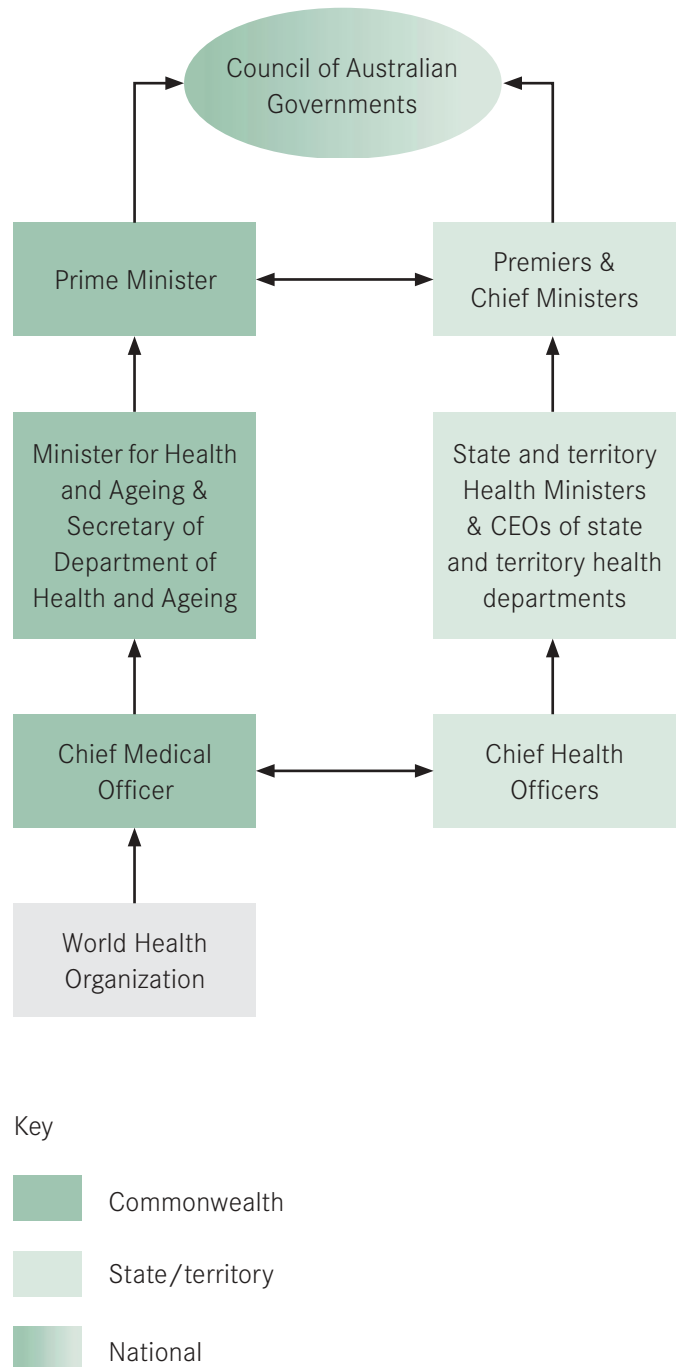 Council of Australian
Governments
Prime Minister
Premiers &
Chief Ministers
Minister for Health
and Ageing &
Secretary of
Department of
Health and Ageing
State and territory
Health Ministers
& CEOs of state
and territory health
departments
Chief Medical
Officer
Chief Health
Officers
World Health
Organization
Key
Commonwealth
State/territory
National